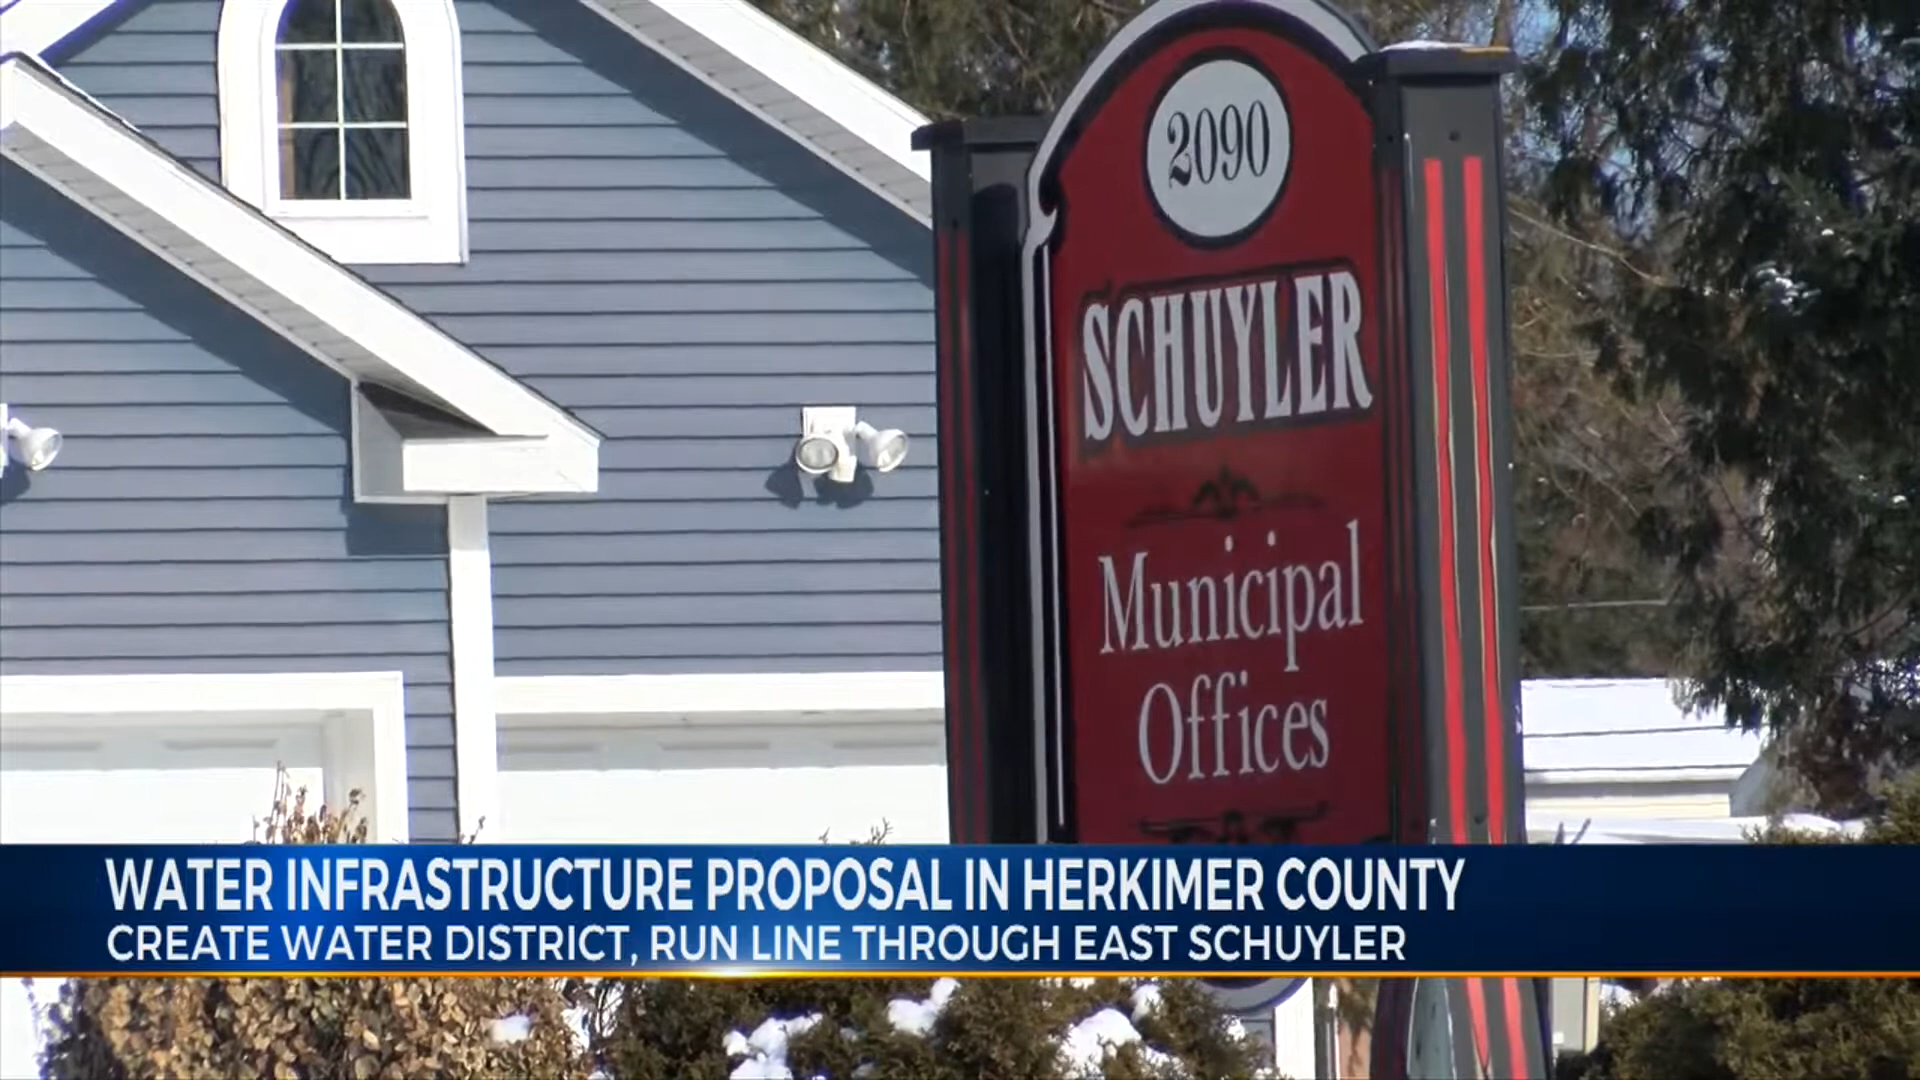 2090
SCHUYLER
Municipal
Offices
WATER INFRASTRUCTURE PROPOSAL IN HERKIMER COUNTY
CREATE WATER DISTRICT, RUN LINE THROUGH EAST SCHUYLER